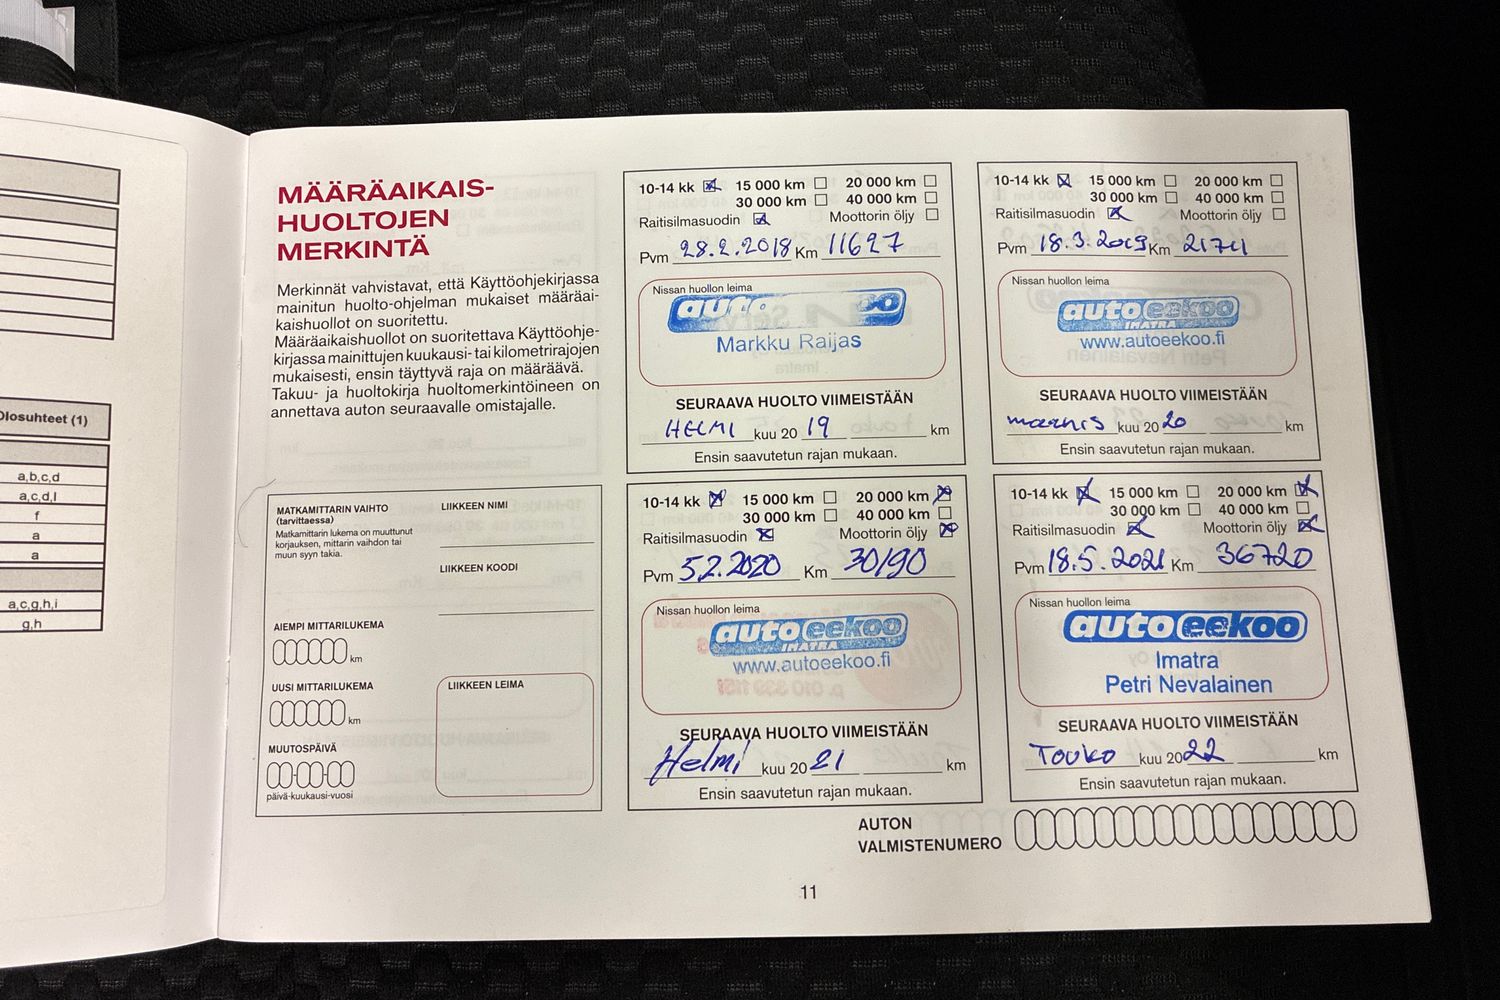 Olosuhteet (1)
a,b,c,d
a,c,d,l
f
a
a
a,c,g,h,i
g,h
MÄÄRÄAIKAIS-
HUOLTOJEN
MERKINTÄ
Merkinnät vahvistavat, että Käyttöohjekirjassa
mainitun huolto-ohjelman mukaiset määräai-
kaishuollot on suoritettu.
Määräaikaishuollot on suoritettava Käyttöohje-
kirjassa mainittujen kuukausi- tai kilometrirajojen
mukaisesti, ensin täyttyvä raja on määräävä.
Takuu- ja huoltokirja huoltomerkintöineen on
annettava auton seuraavalle omistajalle.
MATKAMITTARIN VAIHTO
(tarvittaessa)
Matkamittarin lukema on muuttunut
korjauksen, mittarin vaihdon tai
muun syyn takia.
LIIKKEEN NIMI
LIIKKEEN KOODI
AIEMPI MITTARILUKEMA
km
UUSI MITTARILUKEMA
km
MUUTOSPÄIVÄ
päivä-kuukausi-vuosi
LIIKKEEN LEIMA
10-14 kk 15 000 km 20 000 km
30 000 km 40 000 km
Raitisilmasuodin Moottorin öljy
Pvm 28.2.2018 Km 11627
Nissan huollon leima
auto oo
Markku Raijas
SEURAAVA HUOLTO VIIMEISTÄÄN
HELMI kuu 20 19 km
Ensin saavutetun rajan mukaan.
10-14 kk 15 000 km 20 000 km
30 000 km 40 000 km
Raitisilmasuodin Moottorin öljy
Pvm 18.3.2019 Km 21741
Nissan huollon leima
autoeekoo
IMATRA
www.autoeekoo.fi
SEURAAVA HUOLTO VIIMEISTÄÄN
maalis kuu 20 20 km
Ensin saavutetun rajan mukaan.
10-14 kk 15 000 km 20 000 km
30 000 km 40 000 km
Raitisilmasuodin Moottorin öljy
Pvm 5.2.2020 Km 30190
Nissan huollon leima
autoeekoo
IMATRA
www.autoeekoo.fi
SEURAAVA HUOLTO VIIMEISTÄÄN
Helmi kuu 20 21 km
Ensin saavutetun rajan mukaan.
10-14 kk 15 000 km 20 000 km
30 000 km 40 000 km
Raitisilmasuodin Moottorin öljy
Pvm 18.5.2021 Km 36720
Nissan huollon leima
autoeekoo
Imatra
Petri Nevalainen
SEURAAVA HUOLTO VIIMEISTÄÄN
Touko kuu 20 22 km
Ensin saavutetun rajan mukaan.
AUTON
VALMISTENUMERO
11